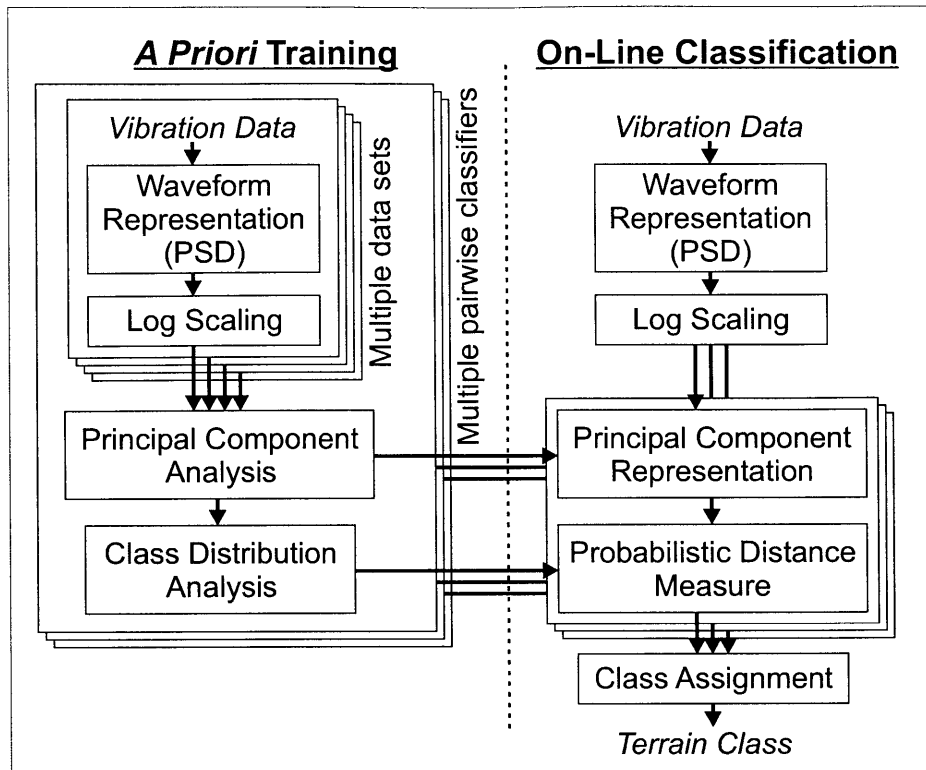 A Priori Training
Vibration Data
Waveform
Representation
(PSD)
Log Scaling
Multiple data sets
Multiple pairwise classifiers
Principal Component
Analysis
Class Distribution
Analysis
On-Line Classification
Vibration Data
Waveform
Representation
(PSD)
Log Scaling
Principal Component
Representation
Probabilistic Distance
Measure
Class Assignment
Terrain Class